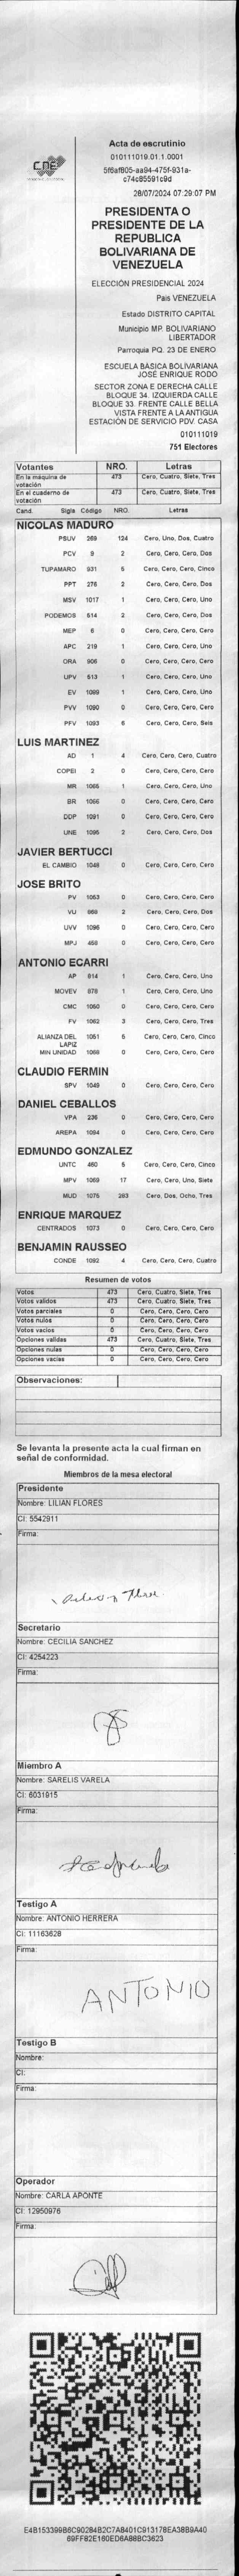 CNE
Acta de escrutinio
010111019.01.1.0001
5f6af805-aa94-475f-931a-
c74c85591c9d
28/07/2024 07:29:07 PM
PRESIDENTA O
PRESIDENTE DE LA
REPUBLICA
BOLIVARIANA DE
VENEZUELA
ELECCIÓN PRESIDENCIAL 2024
País VENEZUELA
Estado DISTRITO CAPITAL
Municipio MP. BOLIVARIANO
LIBERTADOR
Parroquia PQ. 23 DE ENERO
ESCUELA BÁSICA BOLIVARIANA
JOSÉ ENRIQUE RODO
SECTOR ZONA E DERECHA CALLE
BLOQUE 34. IZQUIERDA CALLE
BLOQUE 33. FRENTE CALLE BELLA
VISTA FRENTE A LA ANTIGUA
ESTACIÓN DE SERVICIO PDV. CASA
010111019
751 Electores
Votantes NRO. Letras
En la máquina de votación 473 Cero, Cuatro, Siete, Tres
En el cuaderno de votación 473 Cero, Cuatro, Siete, Tres
Cand. Sigla Código NRO. Letras
NICOLAS MADURO
PSUV 269 124 Cero, Uno, Dos, Cuatro
PCV 9 2 Cero, Cero, Cero, Dos
TUPAMARO 931 5 Cero, Cero, Cero, Cinco
PPT 276 2 Cero, Cero, Cero, Dos
MSV 1017 1 Cero, Cero, Cero, Uno
PODEMOS 514 2 Cero, Cero, Cero, Dos
MEP 6 0 Cero, Cero, Cero, Cero
APC 219 1 Cero, Cero, Cero, Uno
ORA 906 0 Cero, Cero, Cero, Cero
UPV 513 1 Cero, Cero, Cero, Uno
EV 1089 1 Cero, Cero, Cero, Uno
PVV 1090 0 Cero, Cero, Cero, Cero
PFV 1093 6 Cero, Cero, Cero, Seis
LUIS MARTINEZ
AD 1 4 Cero, Cero, Cero, Cuatro
COPEI 2 0 Cero, Cero, Cero, Cero
MR 1065 1 Cero, Cero, Cero, Uno
BR 1066 0 Cero, Cero, Cero, Cero
DDP 1091 0 Cero, Cero, Cero, Cero
UNE 1095 2 Cero, Cero, Cero, Dos
JAVIER BERTUCCI
EL CAMBIO 1048 0 Cero, Cero, Cero, Cero
JOSE BRITO
PV 1053 0 Cero, Cero, Cero, Cero
VU 868 2 Cero, Cero, Cero, Dos
UVV 1096 0 Cero, Cero, Cero, Cero
MPJ 458 0 Cero, Cero, Cero, Cero
ANTONIO ECARRI
AP 914 1 Cero, Cero, Cero, Uno
MOVEV 878 1 Cero, Cero, Cero, Uno
CMC 1050 0 Cero, Cero, Cero, Cero
FV 1062 3 Cero, Cero, Cero, Tres
ALIANZA DEL LAPIZ 1051 5 Cero, Cero, Cero, Cinco
MIN UNIDAD 1068 0 Cero, Cero, Cero, Cero
CLAUDIO FERMIN
SPV 1049 0 Cero, Cero, Cero, Cero
DANIEL CEBALLOS
VPA 236 0 Cero, Cero, Cero, Cero
AREPA 1084 0 Cero, Cero, Cero, Cero
EDMUNDO GONZALEZ
UNTC 460 5 Cero, Cero, Cero, Cinco
MPV 1069 17 Cero, Cero, Uno, Siete
MUD 1075 283 Cero, Dos, Ocho, Tres
ENRIQUE MARQUEZ
CENTRADOS 1073 0 Cero, Cero, Cero, Cero
BENJAMIN RAUSSEO
CONDE 1092 4 Cero, Cero, Cero, Cuatro
Resumen de votos
Votos 473 Cero, Cuatro, Siete, Tres
Votos válidos 473 Cero, Cuatro, Siete, Tres
Votos parciales 0 Cero, Cero, Cero, Cero
Votos nulos 0 Cero, Cero, Cero, Cero
Votos vacíos 0 Cero, Cero, Cero, Cero
Opciones válidas 473 Cero, Cuatro, Siete, Tres
Opciones nulas 0 Cero, Cero, Cero, Cero
Opciones vacías 0 Cero, Cero, Cero, Cero
Observaciones:
Se levanta la presente acta la cual firman en
señal de conformidad.
Miembros de la mesa electoral
Presidente
Nombre: LILIAN FLORES
CI: 5542911
Firma:
Secretario
Nombre: CECILIA SANCHEZ
CI: 4254223
Firma:
Miembro A
Nombre: SARELIS VARELA
CI: 6031915
Firma:
Testigo A
Nombre: ANTONIO HERRERA
CI: 11163628
Firma:
ANTONIO
Testigo B
Nombre:
CI:
Firma:
Operador
Nombre: CARLA APONTE
CI: 12950976
Firma:
E4B153399B6C90284B2C7A8401C913178EA38B9A40
69FF82E160ED6A88BC3623